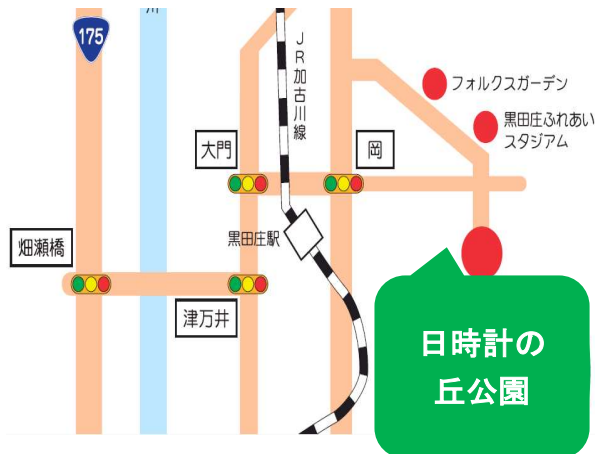 175
川
JR加古川線
フォルクスガーデン
黒田庄ふれあい
スタジアム
大門
岡
黒田庄駅
畑瀬橋
津万井
日時計の
丘公園